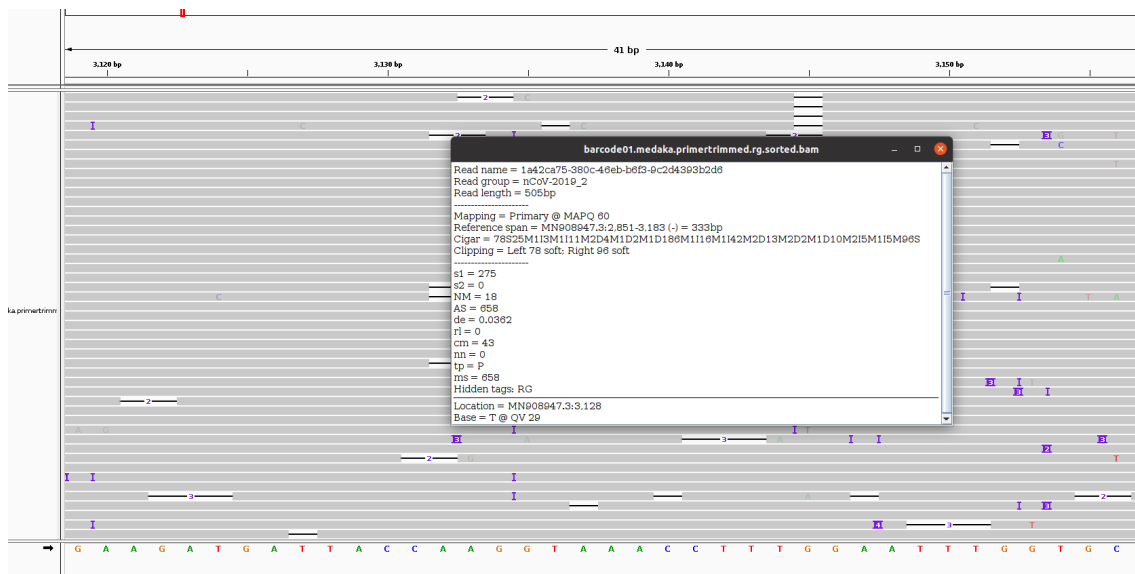 41 bp
3,120 bp
3,130 bp
3,140 bp
3,150 bp
barcode01.medaka.primertrimmed.rg.sorted.bam
Read name = 1a42ca75-380c-46eb-b6f3-9c2d4393b2d6
Read group = nCoV-2019_2
Read length = 505bp
----------------------
Mapping = Primary @ MAPQ 60
Reference span = MN908947.3:2,851-3,183 (-) = 333bp
Cigar = 78S25M1I3M1I11M2D4M1D2M1D186M1I16M1I42M2D13M2D2M1D10M2I5M1I5M96S
Clipping = Left 78 soft; Right 96 soft
----------------------
s1 = 275
s2 = 0
NM = 18
AS = 658
de = 0.0362
rl = 0
cm = 43
nn = 0
tp = P
ms = 658
Hidden tags: RG
Location = MN908947.3:3,128
Base = T @ QV 29
ka.primertrimm
G A A G A T G A T T A C C A A G G T A A A C C T T T G G A A T T T G G T G C